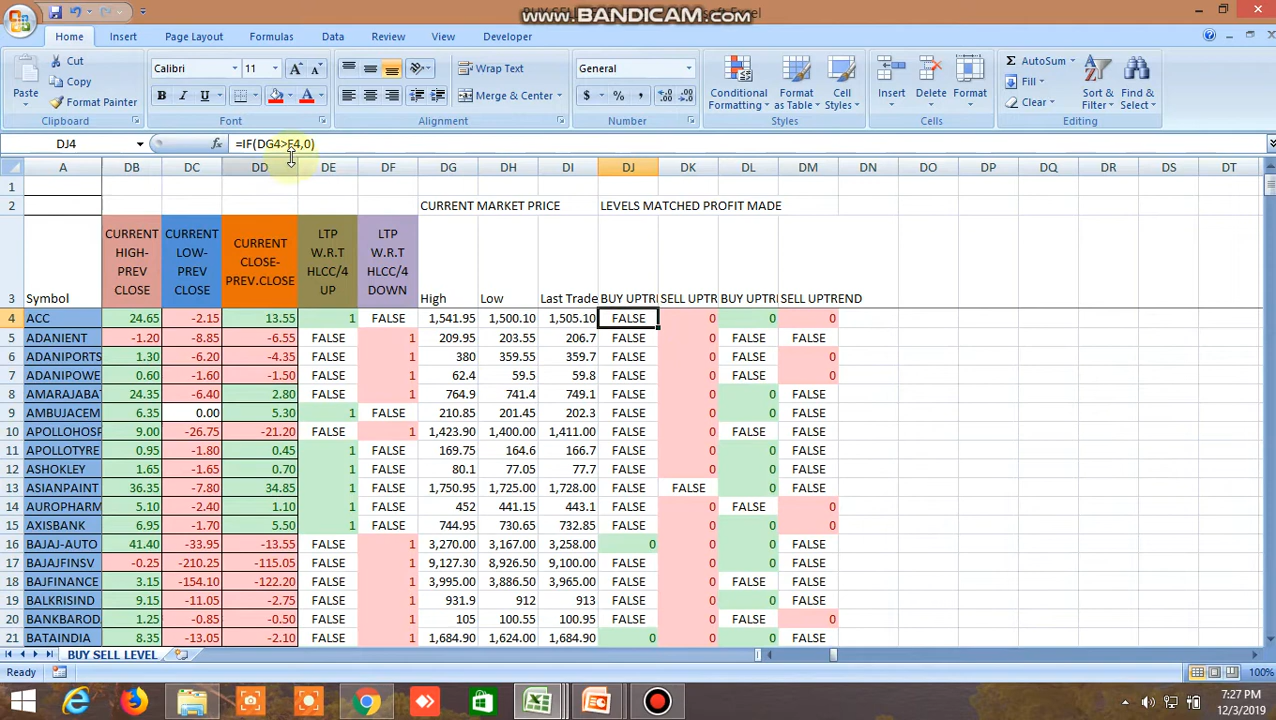 www.BANDICAM.com
Home Insert Page Layout Formulas Data Review View Developer
Paste Cut Copy Format Painter Clipboard
Calibri 11 Font
Wrap Text Merge & Center Alignment
General Number
Conditional Formatting Format as Table Cell Styles Styles
Insert Delete Format Cells
AutoSum Fill Clear Sort & Filter Find & Select Editing
DJ4 fx =IF(DG4>E4,0)
A DB DC DD DE DF DG DH DI DJ DK DL DM DN DO DP DQ DR DS DT
1
2 CURRENT MARKET PRICE LEVELS MATCHED PROFIT MADE
3 Symbol CURRENT HIGH-PREV CLOSE CURRENT LOW-PREV CLOSE CURRENT CLOSE-PREV.CLOSE LTP W.R.T HLCC/4 UP LTP W.R.T HLCC/4 DOWN High Low Last Trade BUY UPTRE SELL UPTR BUY UPTRE SELL UPTREND
4 ACC 24.65 -2.15 13.55 1 FALSE 1,541.95 1,500.10 1,505.10 FALSE 0 0 0
5 ADANIENT -1.20 -8.85 -6.55 FALSE 1 209.95 203.55 206.7 FALSE 0 FALSE FALSE
6 ADANIPORTS 1.30 -6.20 -4.35 FALSE 1 380 359.55 359.7 FALSE 0 FALSE 0
7 ADANIPOWE 0.60 -1.60 -1.50 FALSE 1 62.4 59.5 59.8 FALSE 0 FALSE 0
8 AMARAJABA 24.35 -6.40 2.80 FALSE 1 764.9 741.4 749.1 FALSE 0 0 FALSE
9 AMBUJACEM 6.35 0.00 5.30 1 FALSE 210.85 201.45 202.3 FALSE 0 0 FALSE
10 APOLLOHOSP 9.00 -26.75 -21.20 FALSE 1 1,423.90 1,400.00 1,411.00 FALSE 0 FALSE FALSE
11 APOLLOTYRE 0.95 -1.80 0.45 1 FALSE 169.75 164.6 166.7 FALSE 0 0 FALSE
12 ASHOKLEY 1.65 -1.65 0.70 1 FALSE 80.1 77.05 77.7 FALSE 0 0 FALSE
13 ASIANPAINT 36.35 -7.80 34.85 1 FALSE 1,750.95 1,725.00 1,728.00 FALSE FALSE 0 FALSE
14 AUROPHARM 5.10 -2.40 1.10 1 FALSE 452 441.15 443.1 FALSE 0 FALSE 0
15 AXISBANK 6.95 -1.70 5.50 1 FALSE 744.95 730.65 732.85 FALSE 0 0 0
16 BAJAJ-AUTO 41.40 -33.95 -13.55 FALSE 1 3,270.00 3,167.00 3,258.00 0 0 0 FALSE
17 BAJAJFINSV -0.25 -210.25 -115.05 FALSE 1 9,127.30 8,926.50 9,100.00 FALSE 0 0 FALSE
18 BAJFINANCE 3.15 -154.10 -122.20 FALSE 1 3,995.00 3,886.50 3,965.00 FALSE 0 FALSE FALSE
19 BALKRISIND 9.15 -11.05 -2.75 FALSE 1 931.9 912 913 FALSE 0 0 FALSE
20 BANKBAROD 1.25 -0.85 -0.50 FALSE 1 105 100.55 100.95 FALSE 0 FALSE 0
21 BATAINDIA 8.35 -13.05 -2.10 FALSE 1 1,684.90 1,624.00 1,684.90 0 0 0 FALSE
BUY SELL LEVEL
Ready 100%
7:27 PM
12/3/2019